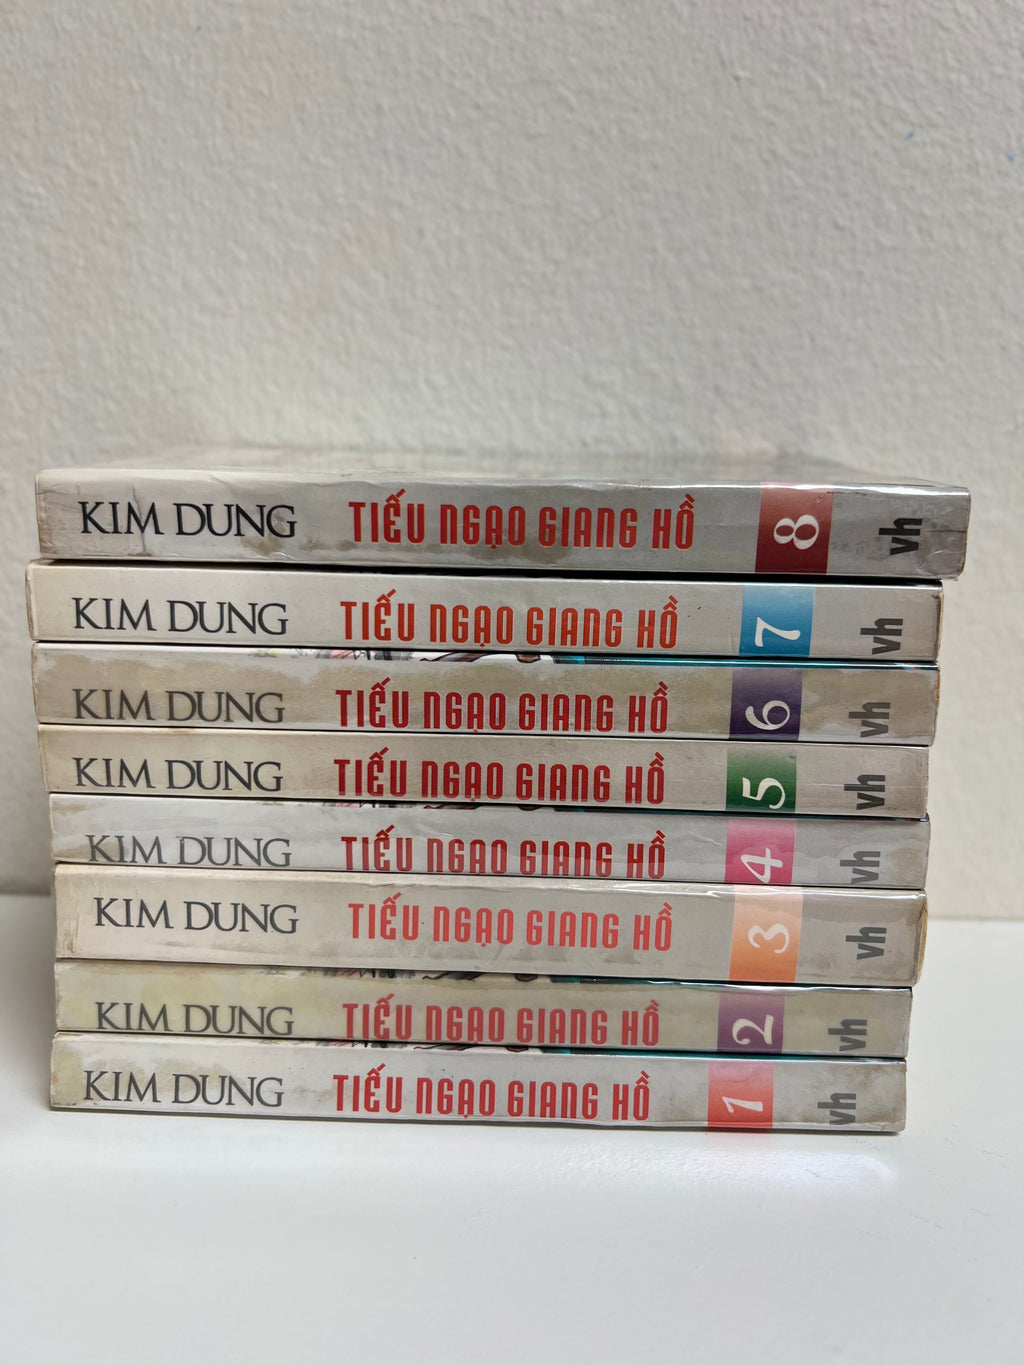 KIM DUNG TIẾU NGẠO GIANG HỒ 8 vh
KIM DUNG TIẾU NGẠO GIANG HỒ 7 vh
KIM DUNG TIẾU NGẠO GIANG HỒ 6 vh
KIM DUNG TIẾU NGẠO GIANG HỒ 5 vh
KIM DUNG TIẾU NGẠO GIANG HỒ 4 vh
KIM DUNG TIẾU NGẠO GIANG HỒ 3 vh
KIM DUNG TIẾU NGẠO GIANG HỒ 2 vh
KIM DUNG TIẾU NGẠO GIANG HỒ 1 vh